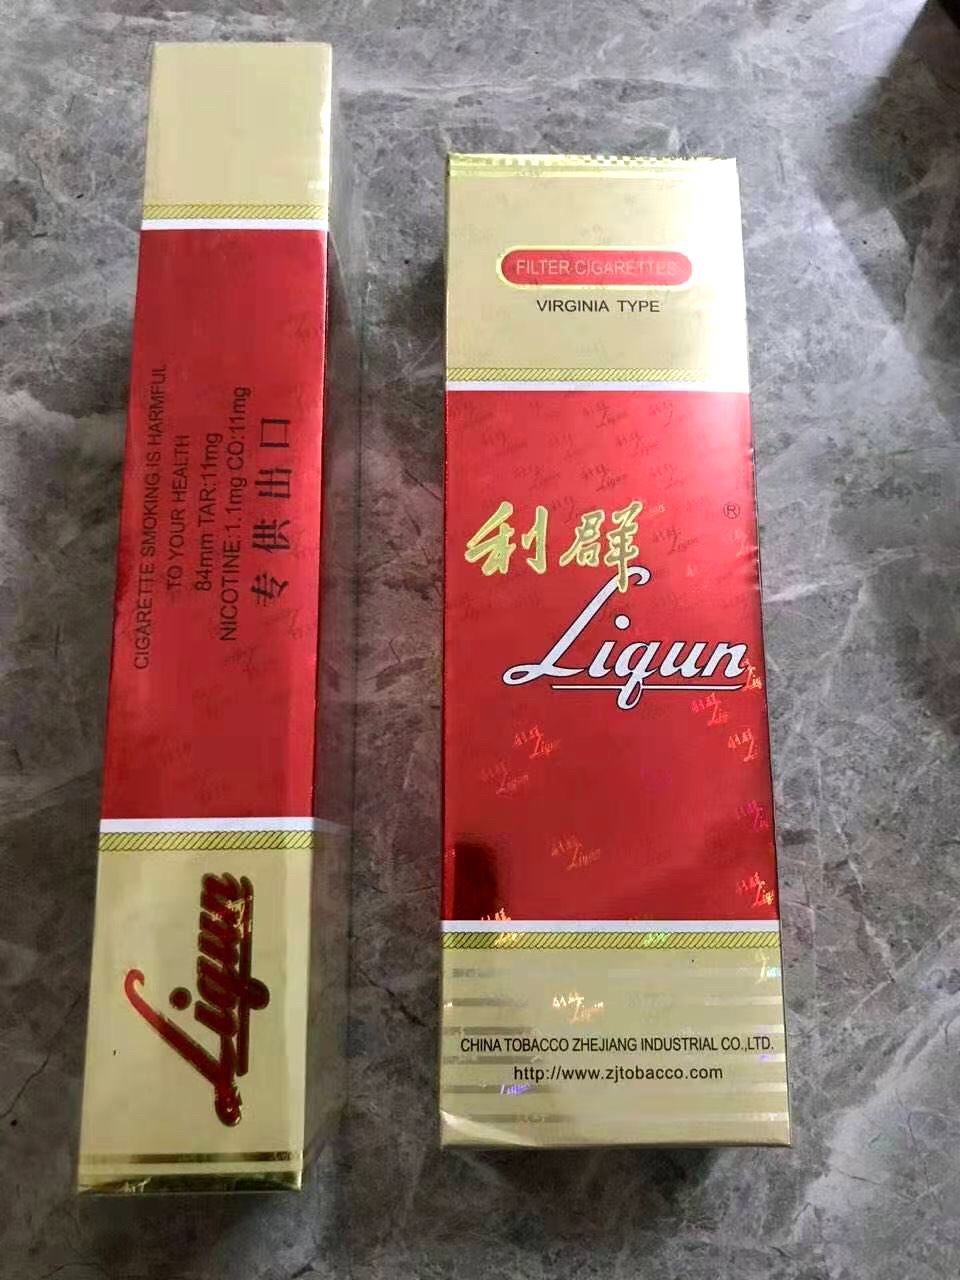 CIGARETTE SMOKING IS HARMFUL
TO YOUR HEALTH
84mm TAR:11mg
NICOTINE:1.1mg CO:11mg
专供出口
Liqun
FILTER CIGARETTES
VIRGINIA TYPE
利群
®
Liqun
CHINA TOBACCO ZHEJIANG INDUSTRIAL CO.,LTD.
http://www.zjtobacco.com